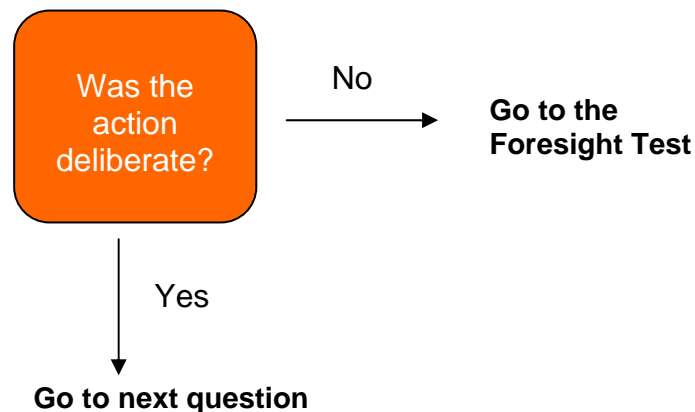 Was the
action
deliberate?
No
Go to the
Foresight Test
Yes
Go to next question